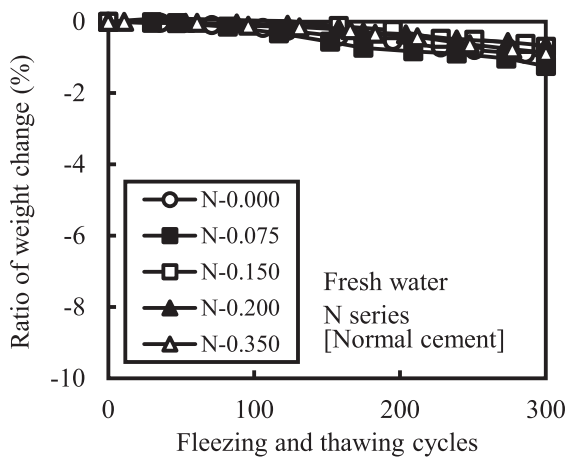 Ratio of weight change (%)
0
-2
-4
-6
-8
-10
N-0.000
N-0.075
N-0.150
N-0.200
N-0.350
Fresh water
N series
[Normal cement]
0 100 200 300
Fleezing and thawing cycles